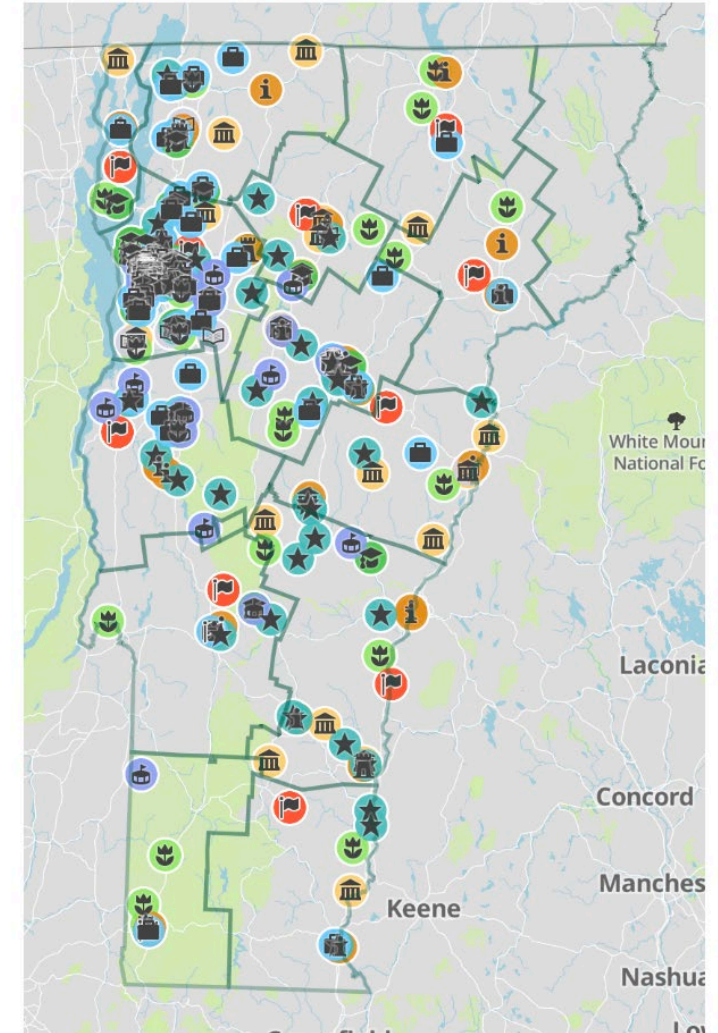 White Mour
National Fo
Laconia
Concord
Manches
Keene
Nashua